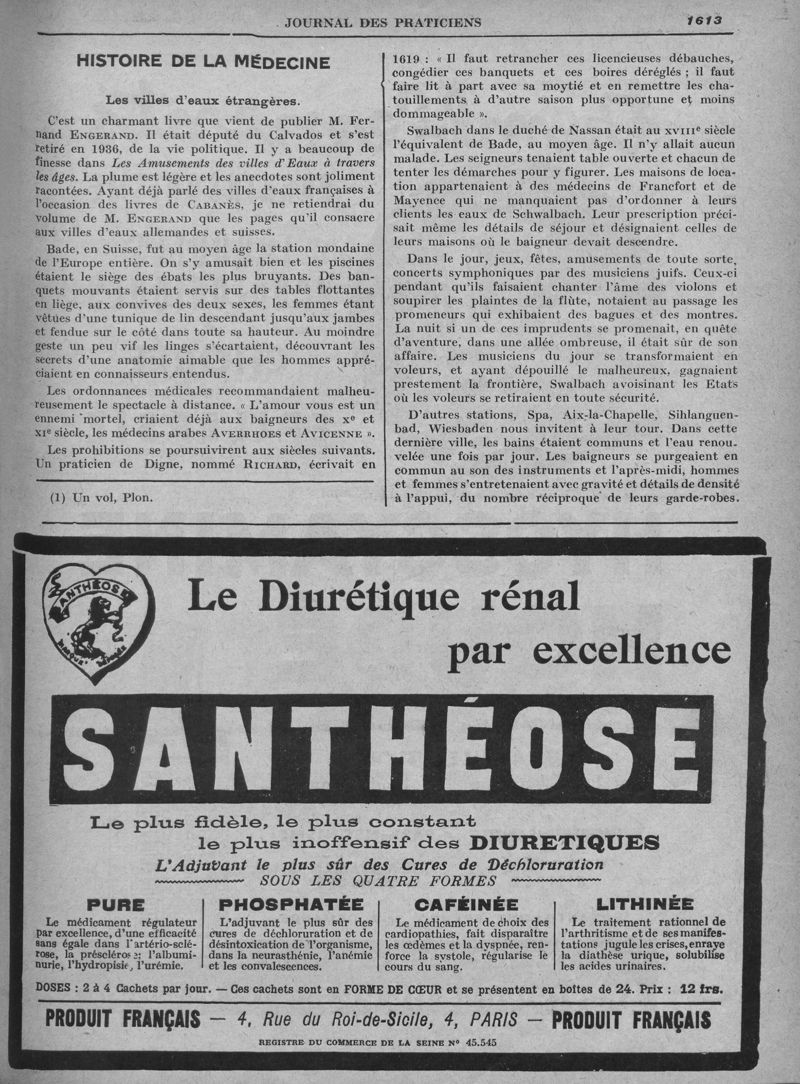 JOURNAL DES PRATICIENS
1613
HISTOIRE DE LA MÉDECINE
Les villes d'eaux étrangères.
C'est un charmant livre que vient de publier M. Fer-
nand ENGERAND. Il était député du Calvados et s'est
retiré en 1936, de la vie politique. Il y a beaucoup de
finesse dans Les Amusements des villes d'Eaux à travers
les âges. La plume est légère et les anecdotes sont joliment
racontées. Ayant déjà parlé des villes d'eaux françaises à
l'occasion des livres de CABANÈS, je ne retiendrai du
volume de M. ENGERAND que les pages qu'il consacre
aux villes d'eaux allemandes et suisses.
Bade, en Suisse, fut au moyen âge la station mondaine
de l'Europe entière. On s'y amusait bien et les piscines
étaient le siège des ébats les plus bruyants. Des ban-
quets mouvants étaient servis sur des tables flottantes
en liège, aux convives des deux sexes, les femmes étant
vêtues d'une tunique de lin descendant jusqu'aux jambes
et fendue sur le côté dans toute sa hauteur. Au moindre
geste un peu vif les linges s'écartaient, découvrant les
secrets d'une anatomie aimable que les hommes appré-
ciaient en connaisseurs entendus.
Les ordonnances médicales recommandaient malheu-
reusement le spectacle à distance. « L'amour vous est un
ennemi mortel, criaient déjà aux baigneurs des xe et
xie siècle, les médecins arabes AVERRHOES et AVICENNE ».
Les prohibitions se poursuivirent aux siècles suivants.
Un praticien de Digne, nommé RICHARD, écrivait en
(1) Un vol, Plon.
1619 : « Il faut retrancher ces licencieuses débauches,
congédier ces banquets et ces boires déréglés ; il faut
faire lit à part avec sa moytié et en remettre les cha-
touillements à d'autre saison plus opportune et moins
dommageable ».
Swalbach dans le duché de Nassan était au XVIIIe siècle
l'équivalent de Bade, au moyen âge. Il n'y allait aucun
malade. Les seigneurs tenaient table ouverte et chacun de
tenter les démarches pour y figurer. Les maisons de loca-
tion appartenaient à des médecins de Francfort et de
Mayence qui ne manquaient pas d'ordonner à leurs
clients les eaux de Schwalbach. Leur prescription préci-
sait même les détails de séjour et désignaient celles de
leurs maisons où le baigneur devait descendre.
Dans le jour, jeux, fêtes, amusements de toute sorte,
concerts symphoniques par des musiciens juifs. Ceux-ci
pendant qu'ils faisaient chanter l'âme des violons et
soupirer les plaintes de la flûte, notaient au passage les
promeneurs qui exhibaient des bagues et des montres.
La nuit si un de ces imprudents se promenait, en quête
d'aventure, dans une allée ombreuse, il était sûr de son
affaire. Les musiciens du jour se transformaient en
voleurs, et ayant dépouillé le malheureux, gagnaient
prestement la frontière, Swalbach avoisinant les Etats
où les voleurs se retiraient en toute sécurité.
D'autres stations, Spa, Aix-la-Chapelle, Sihlanguen-
bad, Wiesbaden nous invitent à leur tour. Dans cette
dernière ville, les bains étaient communs et l'eau renou-
velée une fois par jour. Les baigneurs se purgeaient en
commun au son des instruments et l'après-midi, hommes
et femmes s'entretenaient avec gravité et détails de densité
à l'appui, du nombre réciproque de leurs garde-robes.
SANTHÉOSE
Le Diurétique rénal
par excellence
SANTHÉOSE
Le plus fidèle, le plus constant
le plus inoffensif des DIURETIQUES
L'Adjuvant le plus sûr des Cures de Déchloruration
SOUS LES QUATRE FORMES
PURE
Le médicament régulateur
par excellence, d'une efficacité
sans égale dans l'artério-sclé-
rose, la présclérose : l'albumi-
nurie, l'hydropisie, l'urémie.
PHOSPHATÉE
L'adjuvant le plus sûr des
cures de déchloruration et de
désintoxication de l'organisme,
dans la neurasthénie, l'anémie
et les convalescences.
CAFÉINÉE
Le médicament de choix des
cardiopathies, fait disparaître
les œdèmes et la dyspnée, ren-
force la systole, régularise le
cours du sang.
LITHINÉE
Le traitement rationnel de
l'arthritisme et de ses manifes-
tations jugule les crises, enraye
la diathèse urique, solubilise
les acides urinaires.
DOSES : 2 à 4 Cachets par jour. — Ces cachets sont en FORME DE CŒUR et se présentent en boîtes de 24. Prix : 12 frs.
PRODUIT FRANÇAIS — 4, Rue du Roi-de-Sicile, 4, PARIS — PRODUIT FRANÇAIS
REGISTRE DU COMMERCE DE LA SEINE N° 45.545